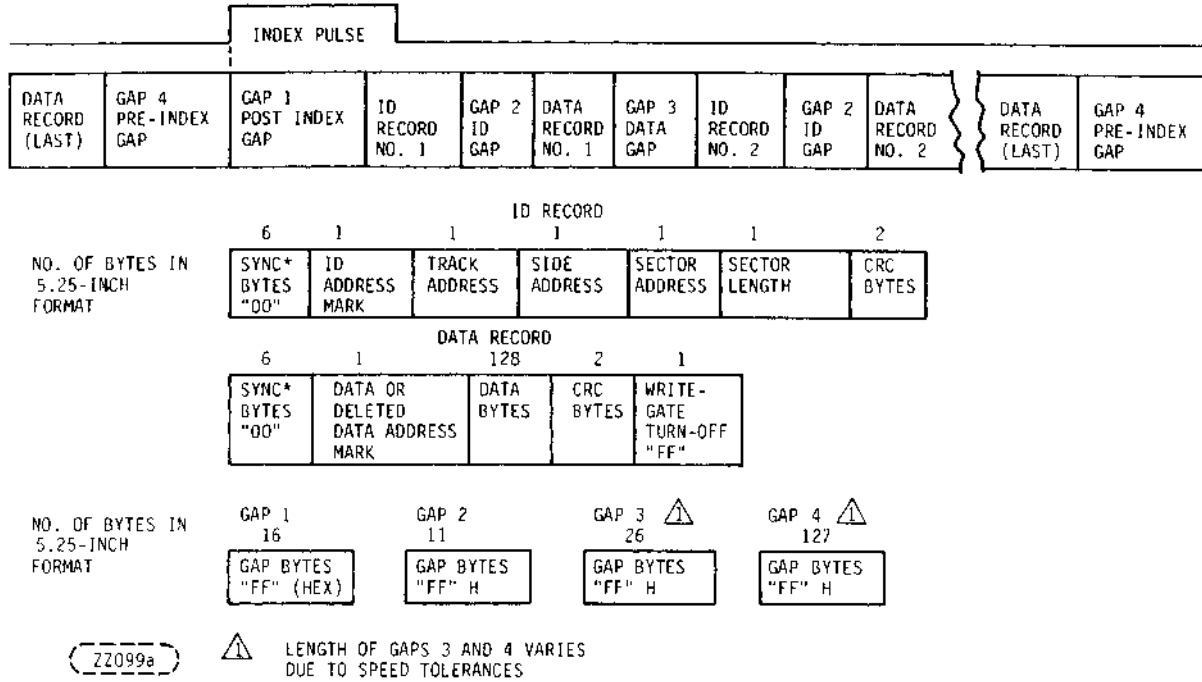 INDEX PULSE
DATA RECORD (LAST)
GAP 4 PRE-INDEX GAP
GAP 1 POST INDEX GAP
ID RECORD NO. 1
GAP 2 ID GAP
DATA RECORD NO. 1
GAP 3 DATA GAP
ID RECORD NO. 2
GAP 2 ID GAP
DATA RECORD NO. 2
DATA RECORD (LAST)
GAP 4 PRE-INDEX GAP
ID RECORD
6 1 1 1 1 1 2
NO. OF BYTES IN 5.25-INCH FORMAT
SYNC* BYTES "00"
ID ADDRESS MARK
TRACK ADDRESS
SIDE ADDRESS
SECTOR ADDRESS
SECTOR LENGTH
CRC BYTES
DATA RECORD
6 1 128 2 1
SYNC* BYTES "00"
DATA OR DELETED DATA ADDRESS MARK
DATA BYTES
CRC BYTES
WRITE-GATE TURN-OFF "FF"
NO. OF BYTES IN 5.25-INCH FORMAT
GAP 1
16
GAP BYTES "FF" (HEX)
GAP 2
11
GAP BYTES "FF" H
GAP 3 1
26
GAP BYTES "FF" H
GAP 4 1
127
GAP BYTES "FF" H
ZZ099a
1 LENGTH OF GAPS 3 AND 4 VARIES
DUE TO SPEED TOLERANCES